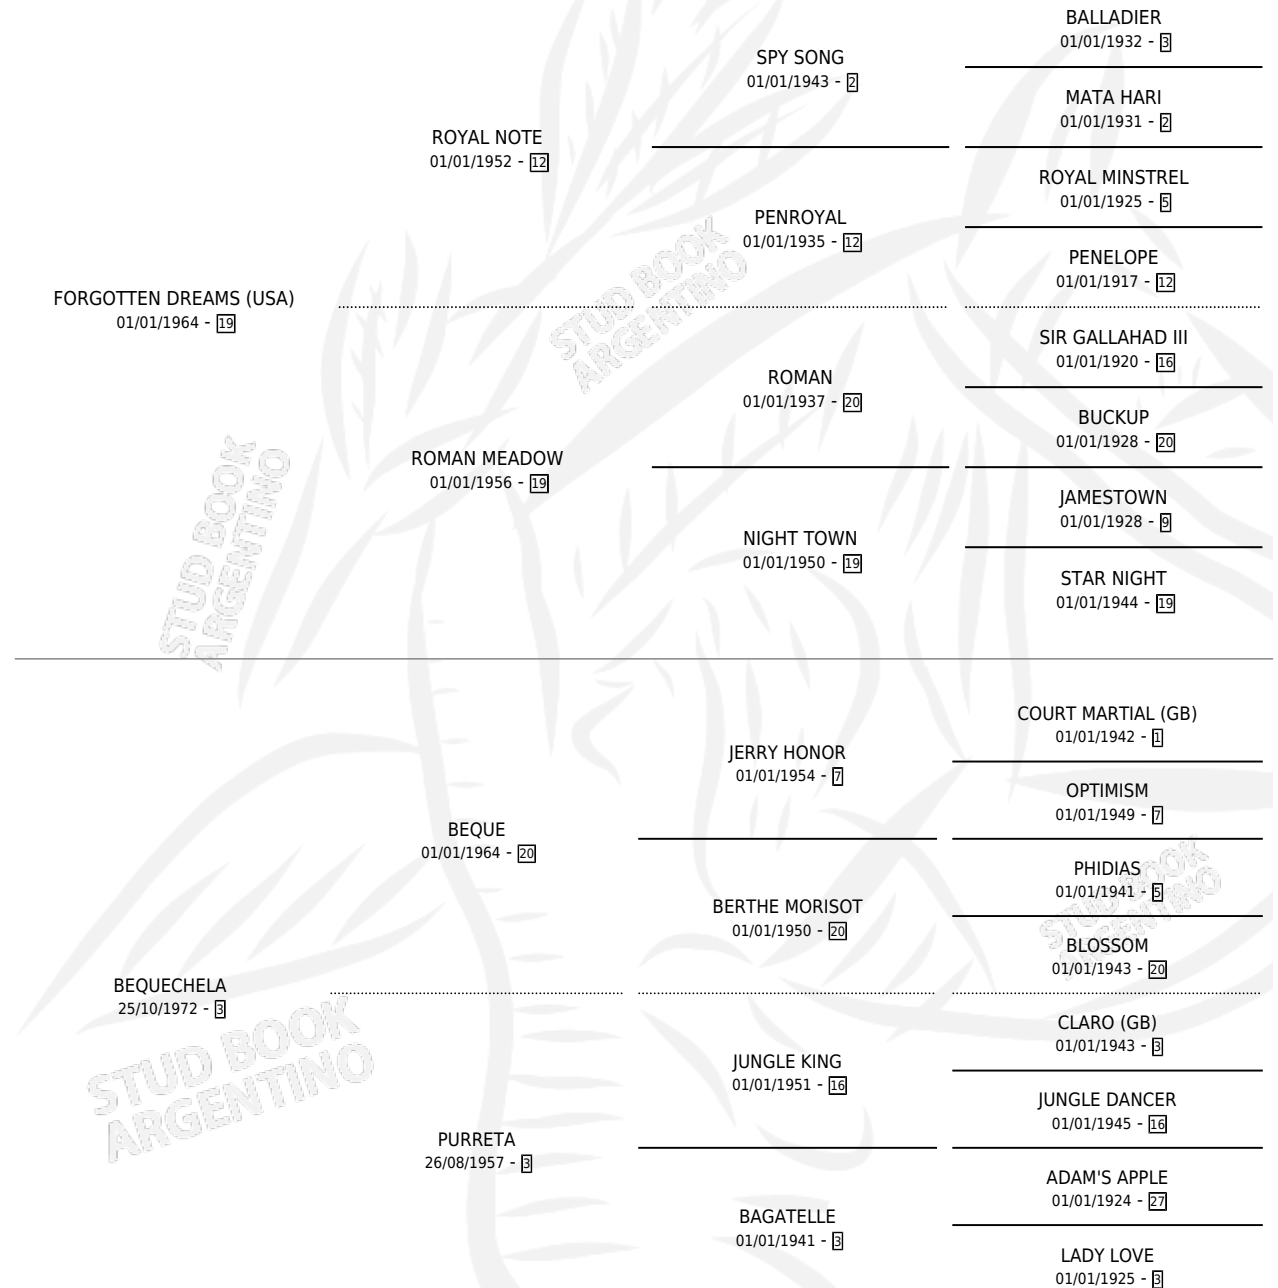 BALLADIER
01/01/1932 - 3
SPY SONG
01/01/1943 - 2
MATA HARI
01/01/1931 - 2
ROYAL NOTE
01/01/1952 - 12
ROYAL MINSTREL
01/01/1925 - 5
PENROYAL
01/01/1935 - 12
PENELOPE
01/01/1917 - 12
FORGOTTEN DREAMS (USA)
01/01/1964 - 19
SIR GALLAHAD III
01/01/1920 - 16
ROMAN
01/01/1937 - 20
BUCKUP
01/01/1928 - 20
ROMAN MEADOW
01/01/1956 - 19
JAMESTOWN
01/01/1928 - 9
NIGHT TOWN
01/01/1950 - 19
STAR NIGHT
01/01/1944 - 19
STUD BOOK
ARGENTINO
STUD BOOK
ARGENTINO
COURT MARTIAL (GB)
01/01/1942 - 1
JERRY HONOR
01/01/1954 - 7
OPTIMISM
01/01/1949 - 7
BEQUE
01/01/1964 - 20
PHIDIAS
01/01/1941 - 5
BERTHE MORISOT
01/01/1950 - 20
BLOSSOM
01/01/1943 - 20
BEQUECHELA
25/10/1972 - 3
CLARO (GB)
01/01/1943 - 3
JUNGLE KING
01/01/1951 - 16
JUNGLE DANCER
01/01/1945 - 16
PURRETA
26/08/1957 - 3
ADAM'S APPLE
01/01/1924 - 27
BAGATELLE
01/01/1941 - 3
LADY LOVE
01/01/1925 - 3
STUD BOOK
ARGENTINO
STUD BOOK
ARGENTINO